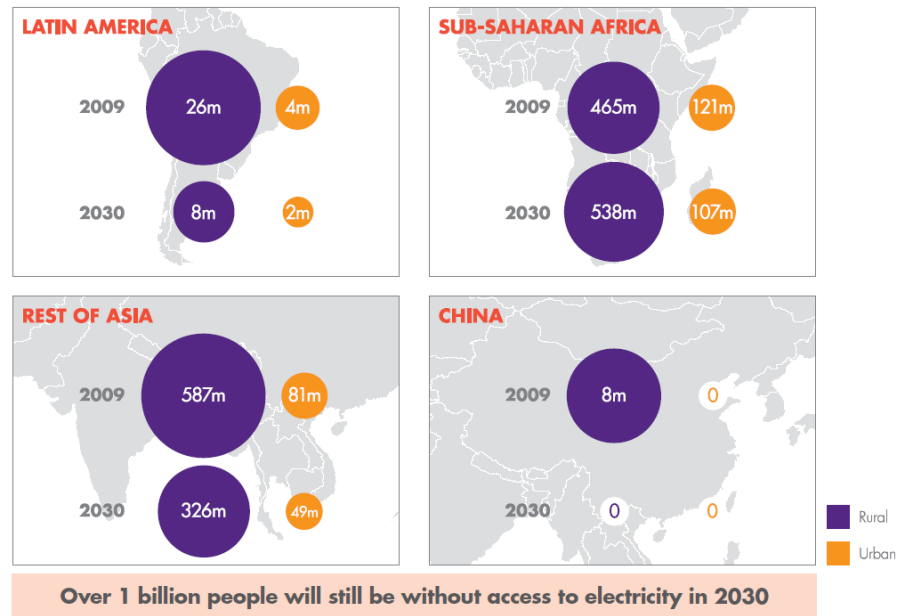 LATIN AMERICA
2009 26m 4m
2030 8m 2m
SUB-SAHARAN AFRICA
2009 465m 121m
2030 538m 107m
REST OF ASIA
2009 587m 81m
2030 326m 49m
CHINA
2009 8m 0
2030 0 0
Rural
Urban
Over 1 billion people will still be without access to electricity in 2030